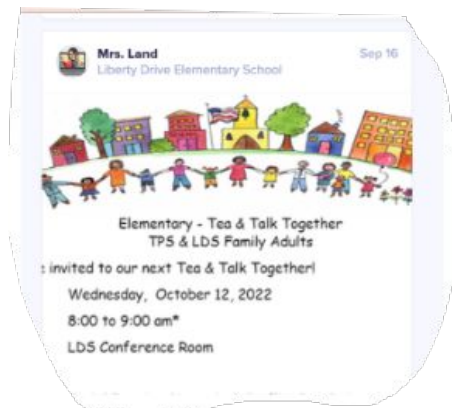 Mrs. Land
Sep 16
Liberty Drive Elementary School
Elementary - Tea & Talk Together
TPS & LDS Family Adults
invited to our next Tea & Talk Together!
Wednesday, October 12, 2022
8:00 to 9:00 am*
LDS Conference Room